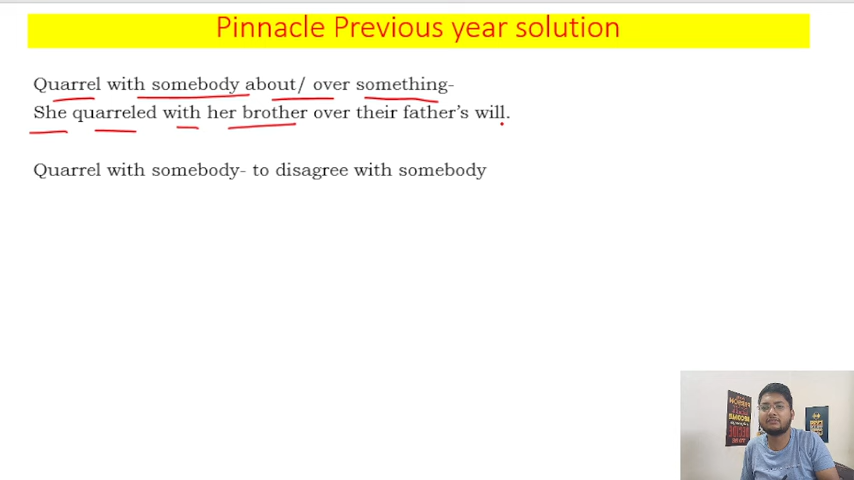 Pinnacle Previous year solution
Quarrel with somebody about/ over something-
She quarreled with her brother over their father's will.
Quarrel with somebody- to disagree with somebody